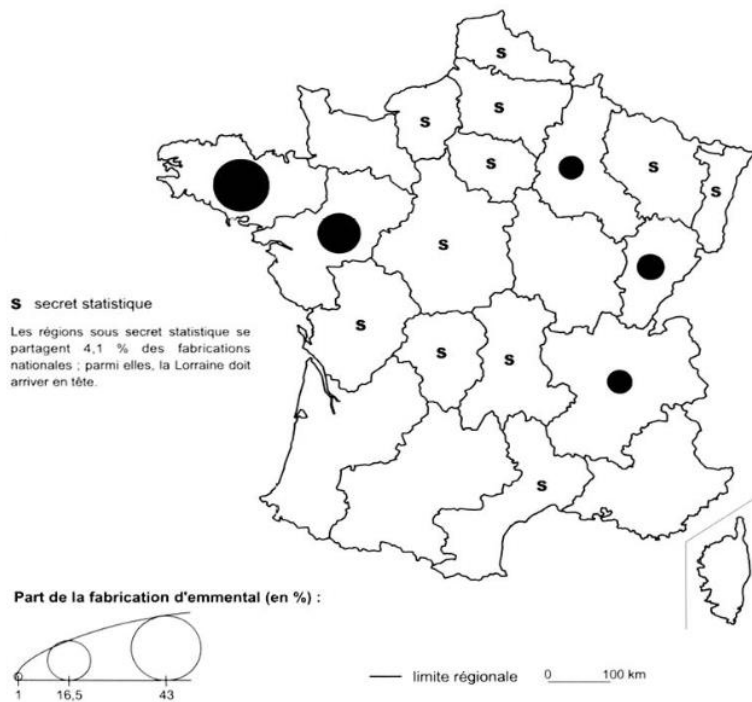 S
S
S
S
S
S
S
S secret statistique
Les régions sous secret statistique se
partagent 4,1 % des fabrications
nationales ; parmi elles, la Lorraine doit
arriver en tête.
S
S
S
S
Part de la fabrication d'emmental (en %) :
1 16,5 43
limite régionale 0 100 km